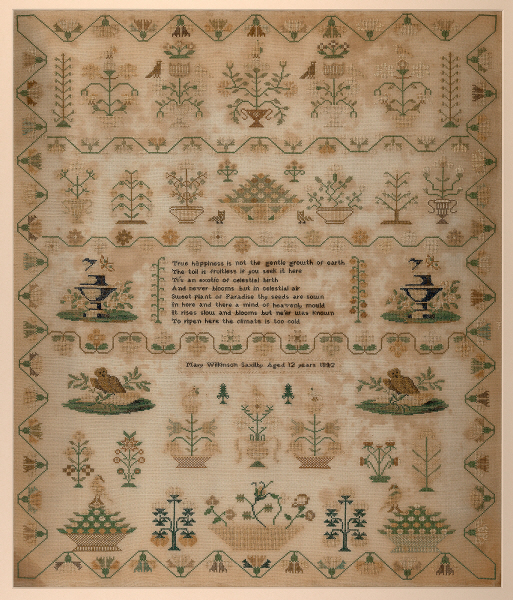 True happiness is not the gentle growth of earth
The toil is fruitless if you seek it here
Tis an exotic of celestial birth
And never blooms but in celestial air
Sweet plant of Paradise thy seeds are sown
In here and there a mind of heavenly mould
It rises slow and blooms but ne'er was known
To ripen here the climate is too cold
Mary Wilkinson Aged 12 years